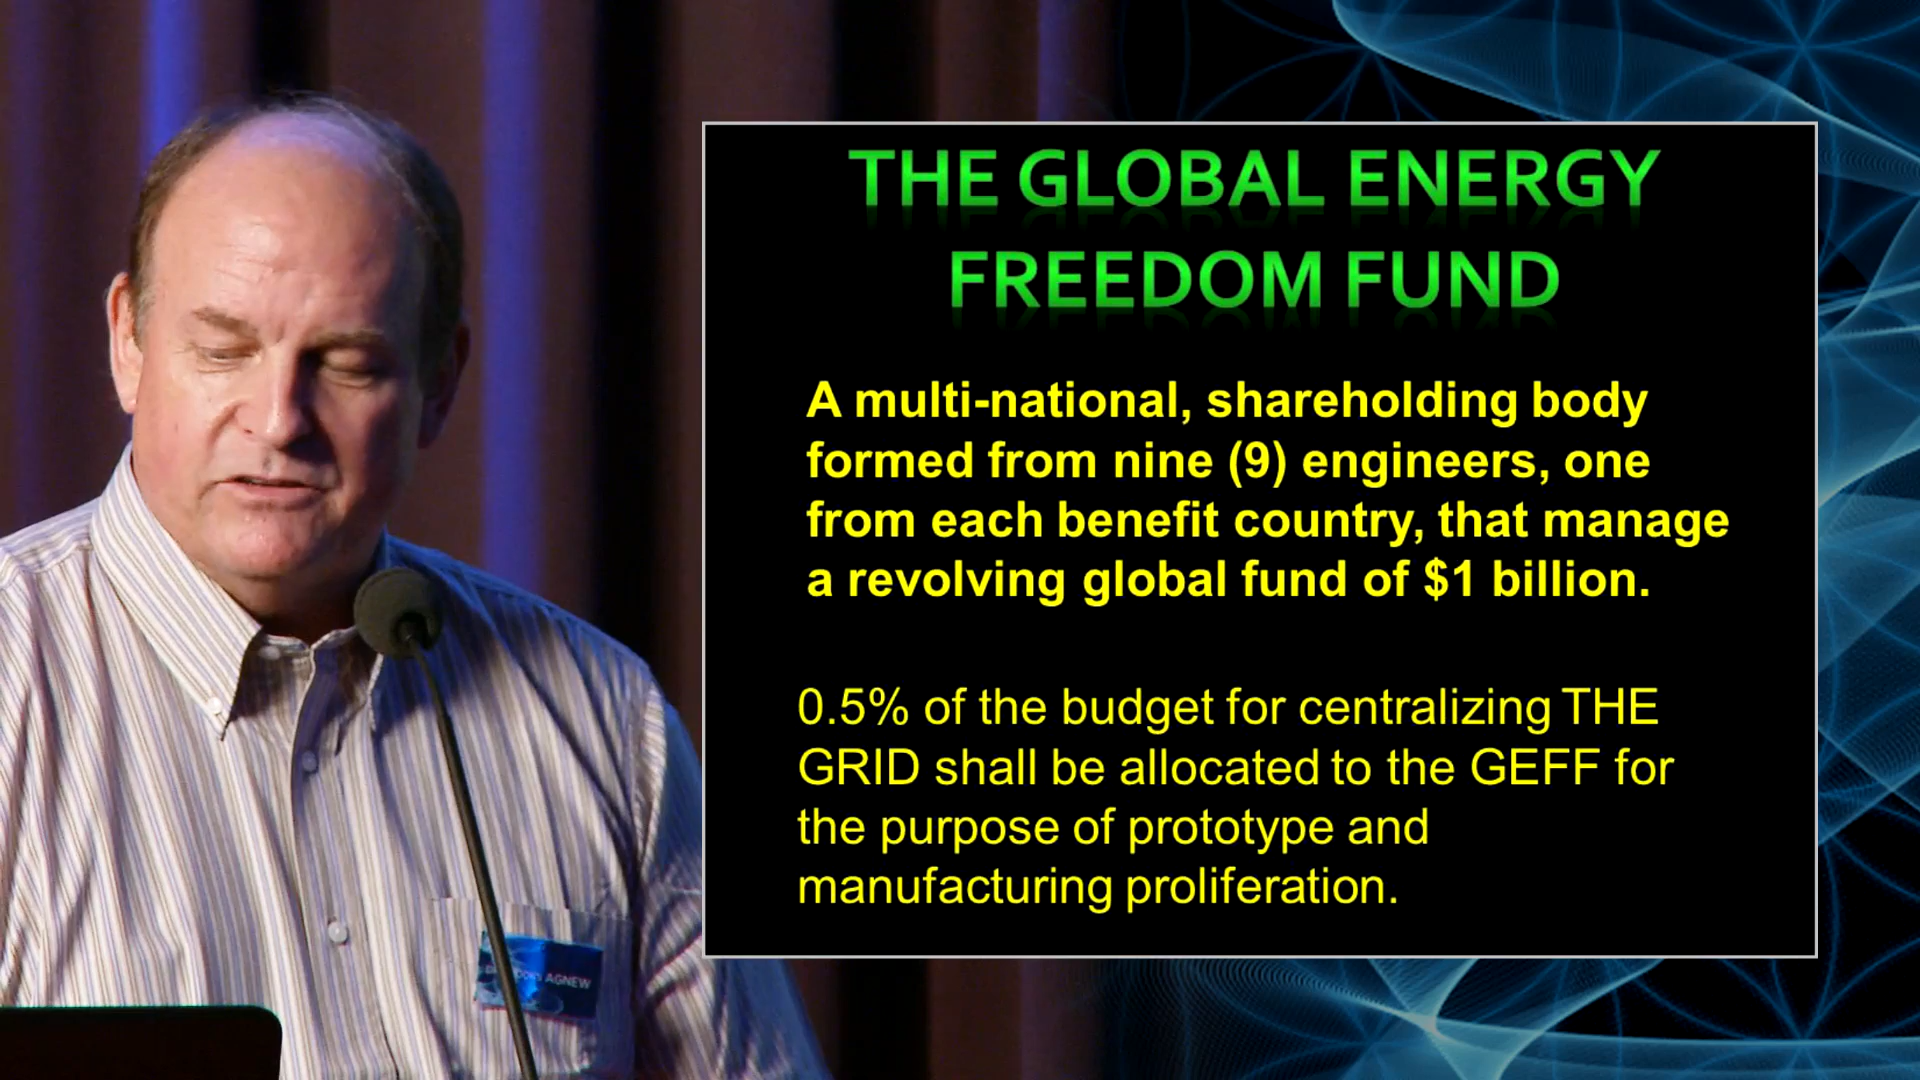 THE GLOBAL ENERGY
FREEDOM FUND
A multi-national, shareholding body
formed from nine (9) engineers, one
from each benefit country, that manage
a revolving global fund of $1 billion.
0.5% of the budget for centralizing THE
GRID shall be allocated to the GEFF for
the purpose of prototype and
manufacturing proliferation.
AGNEW